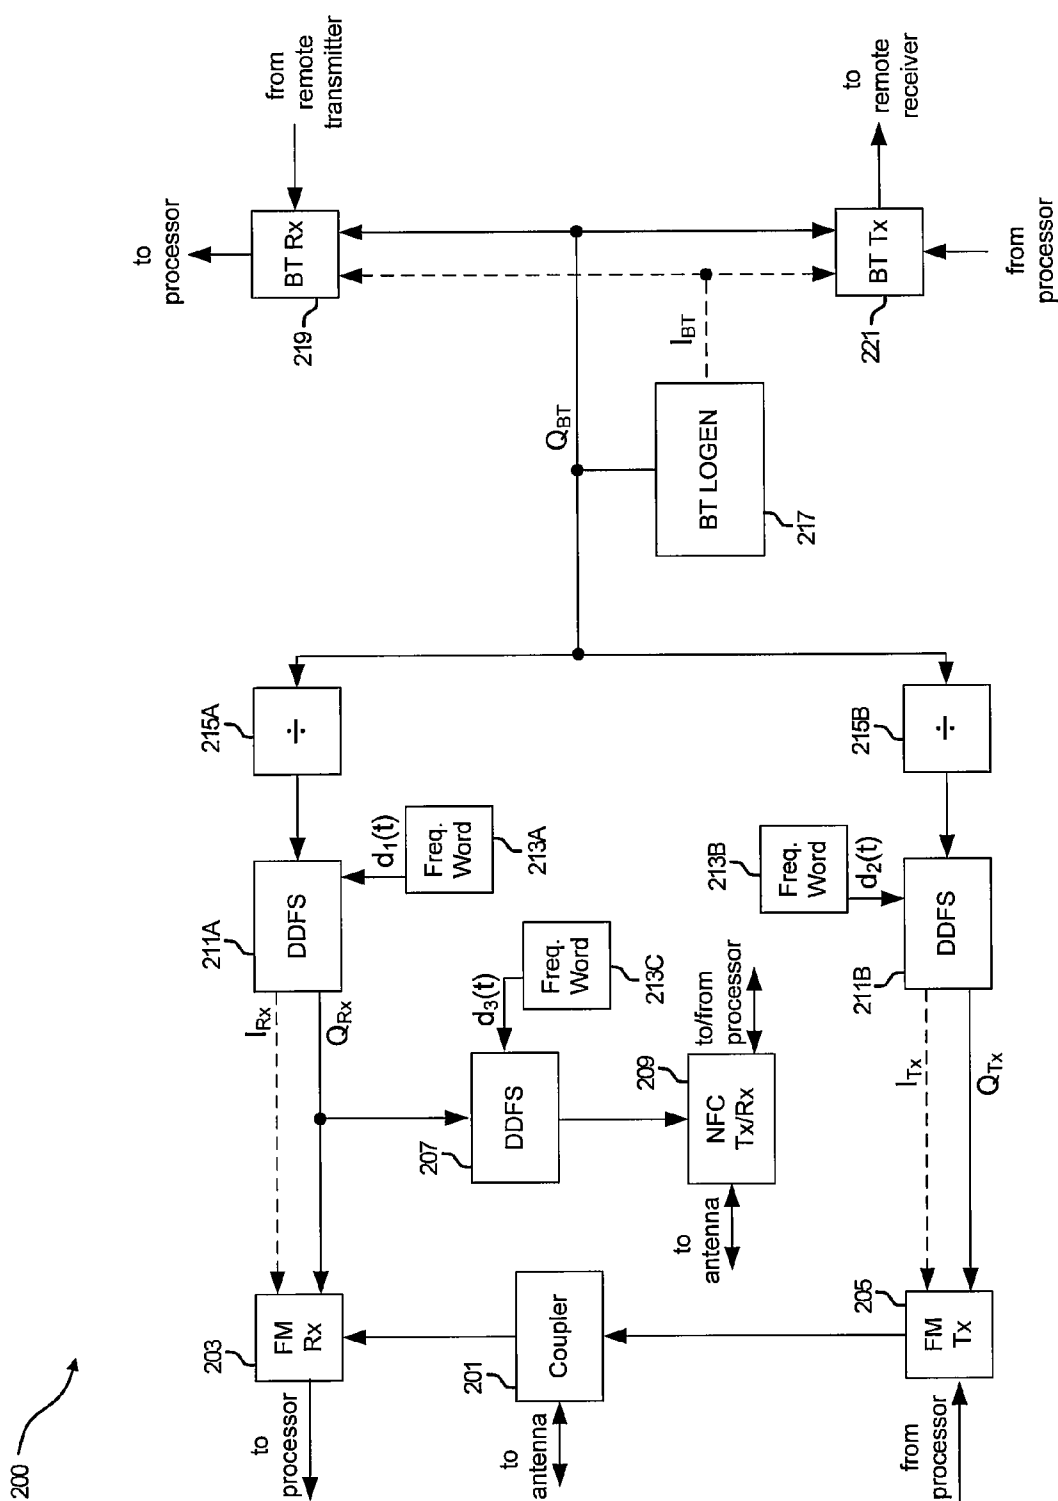 200
to
processor
203
FM
Rx
to
antenna
201
Coupler
from
processor
205
FM
Tx
I_Rx
Q_Rx
207
DDFS
to
antenna
209
NFC
Tx/Rx
to/from
processor
I_Tx
Q_Tx
211A
DDFS
d₃(t)
Freq.
Word
213C
211B
DDFS
d₁(t)
Freq.
Word
213A
213B
Freq.
Word
d₂(t)
215A
÷
215B
÷
Q_BT
BT LOGEN
217
I_BT
to
processor
BT Rx
219
from
remote
transmitter
BT Tx
221
to
remote
receiver
from
processor